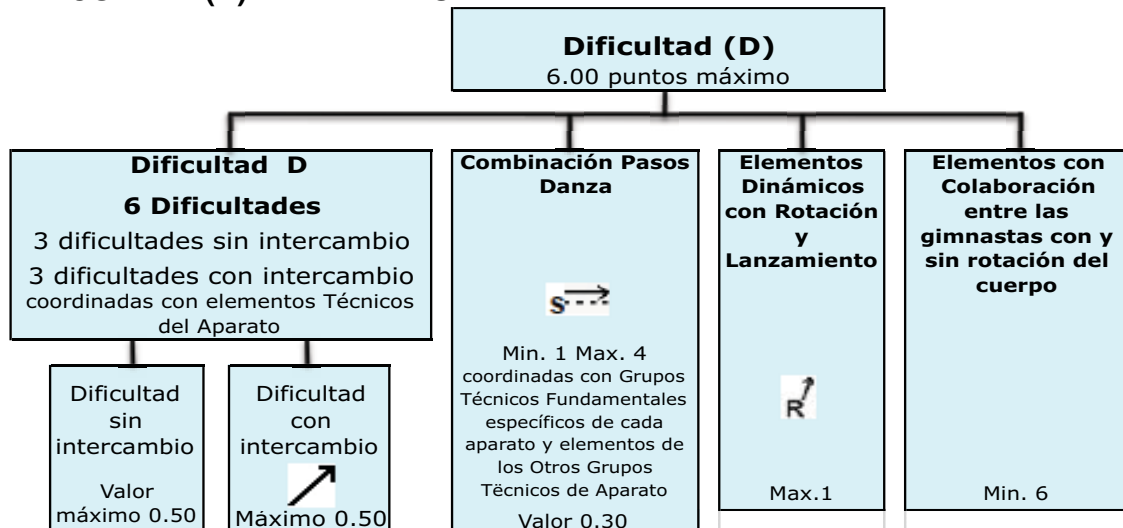 Dificultad (D)
6.00 puntos máximo
Dificultad D
6 Dificultades
3 dificultades sin intercambio
3 dificultades con intercambio
coordinadas con elementos Técnicos
del Aparato
Dificultad
sin
intercambio
Valor
máximo 0.50
Dificultad
con
intercambio
Máximo 0.50
Combinación Pasos
Danza
S
Min. 1 Max. 4
coordinadas con Grupos
Técnicos Fundamentales
específicos de cada
aparato y elementos de
los Otros Grupos
Tëcnicos de Aparato
Valor 0.30
Elementos
Dinámicos
con Rotación
y
Lanzamiento
R
Max.1
Elementos con
Colaboración
entre las
gimnastas con y
sin rotación del
cuerpo
Min. 6